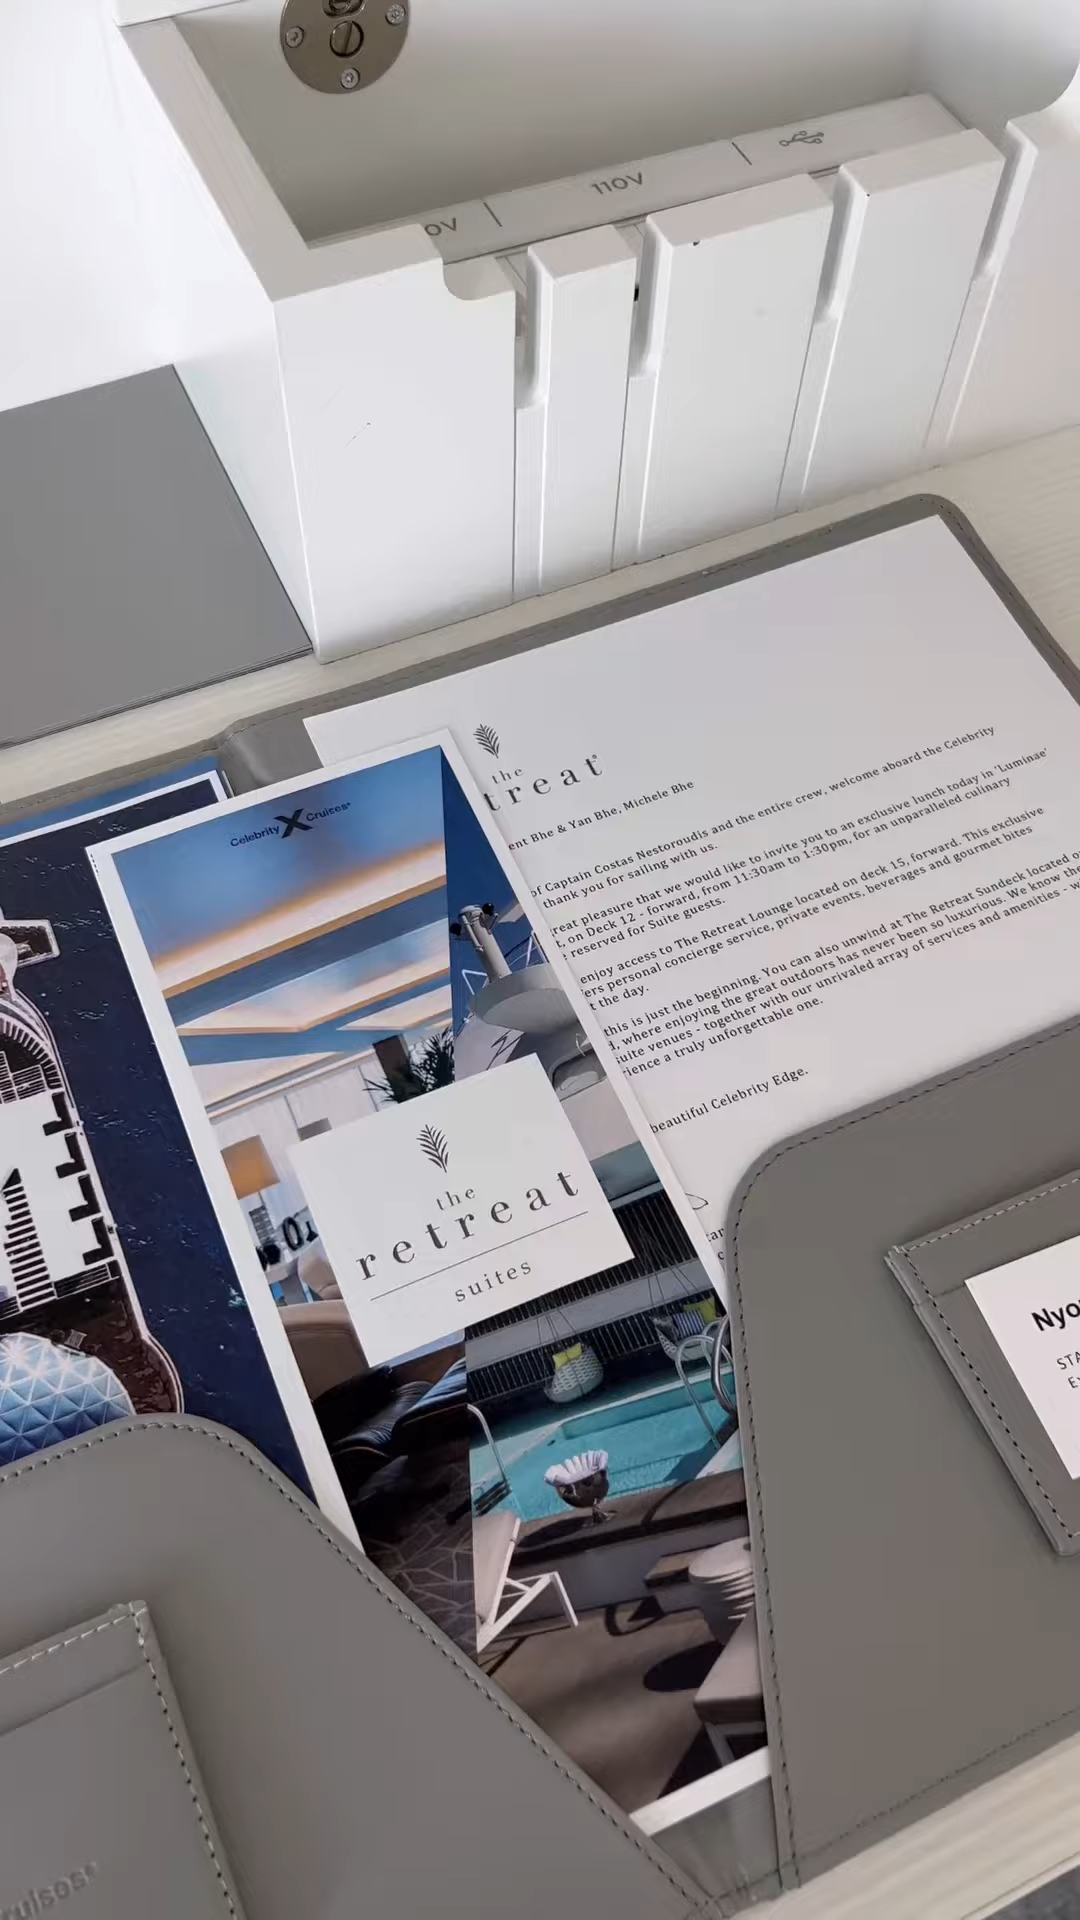 110V
the
treat
ent Bhe & Yan Bhe, Michele Bhe
of Captain Costas Nestoroudis and the entire crew, welcome aboard the Celebrity
thank you for sailing with us.
reat pleasure that we would like to invite you to an exclusive lunch today in 'Luminae'
, on Deck 12 - forward, from 11:30am to 1:30pm, for an unparalleled culinary
reserved for Suite guests.
enjoy access to The Retreat Lounge located on deck 15, forward. This exclusive
ers personal concierge service, private events, beverages and gourmet bites
t the day.
this is just the beginning. You can also unwind at The Retreat Sundeck located o
, where enjoying the great outdoors has never been so luxurious. We know the
suite venues - together with our unrivaled array of services and amenities - w
rience a truly unforgettable one.
beautiful Celebrity Edge.
Celebrity X Cruises®
the
retreat
suites
Nyo
STA
E
ruises®